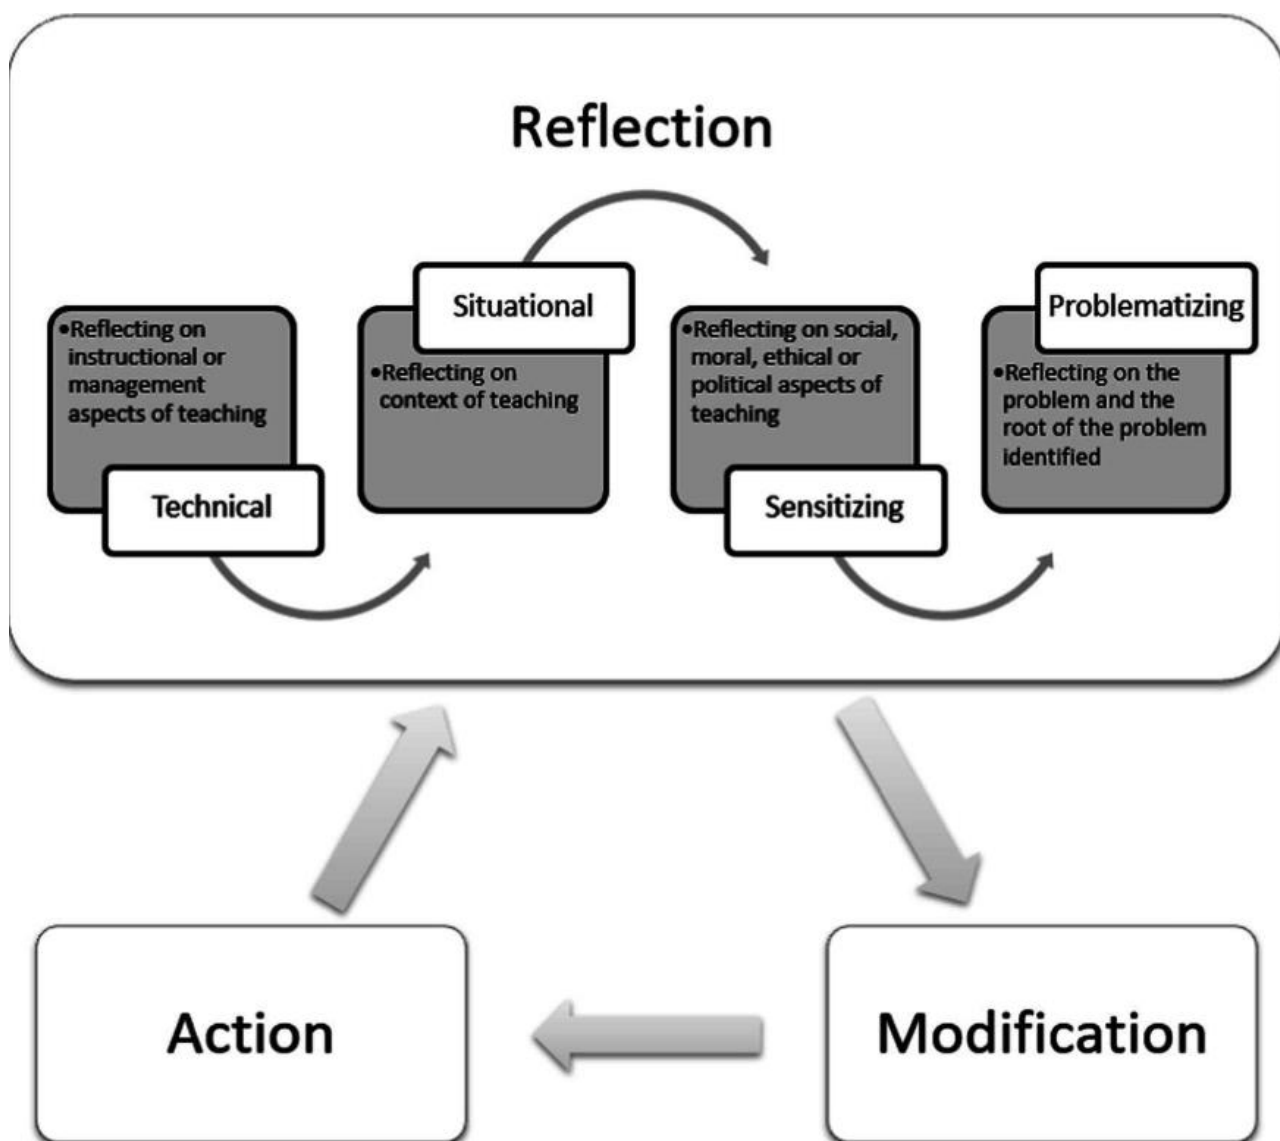 Reflection
•Reflecting on
instructional or
management
aspects of teaching
Technical
Situational
•Reflecting on
context of teaching
•Reflecting on social,
moral, ethical or
political aspects of
teaching
Sensitizing
Problematizing
•Reflecting on the
problem and the
root of the problem
identified
Action
Modification